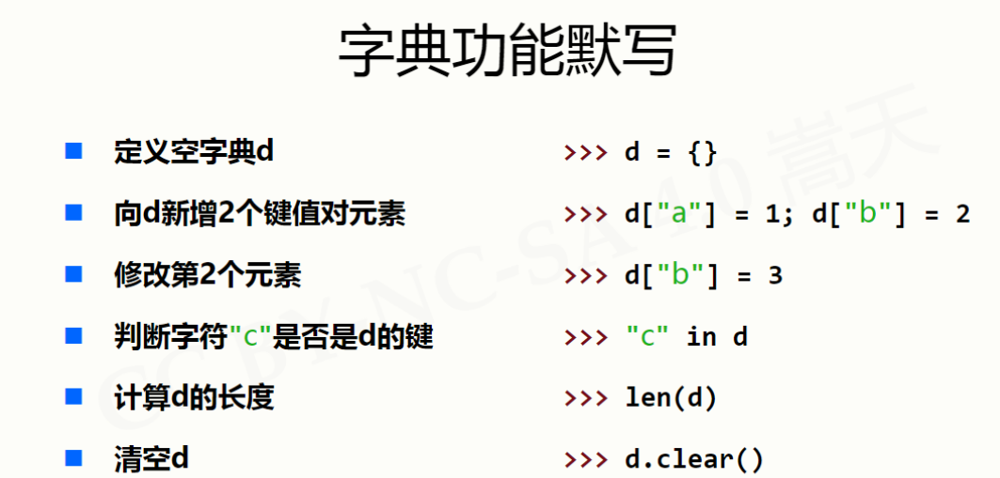 字典功能默写
定义空字典d >>> d = {}
向d新增2个键值对元素 >>> d["a"] = 1; d["b"] = 2
修改第2个元素 >>> d["b"] = 3
判断字符"c"是否是d的键 >>> "c" in d
计算d的长度 >>> len(d)
清空d >>> d.clear()
CC BY-NC-SA 4.0 嵩天